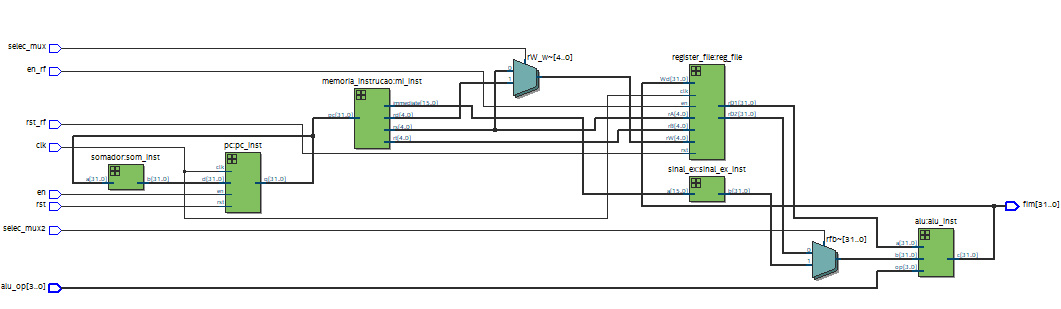 selec_mux
en_rf
rst_rf
clk
en
rst
selec_mux2
alu_op[3..0]
somador:som_inst
a[31..0]
b[31..0]
pc:pc_inst
clk
d[31..0]
en
rst
q[31..0]
memoria_instrucao:mi_inst
pc[31..0]
immediate[15..0]
rd[4..0]
rs[4..0]
rt[4..0]
rW_w~[4..0]
0
1
register_file:reg_file
Wd[31..0]
clk
en
rA[4..0]
rB[4..0]
rW[4..0]
rst
rD1[31..0]
rD2[31..0]
sinal_ex:sinal_ex_inst
a[15..0]
b[31..0]
rfb~[31..0]
0
1
alu:alu_inst
a[31..0]
b[31..0]
op[3..0]
c[31..0]
fim[31..0]